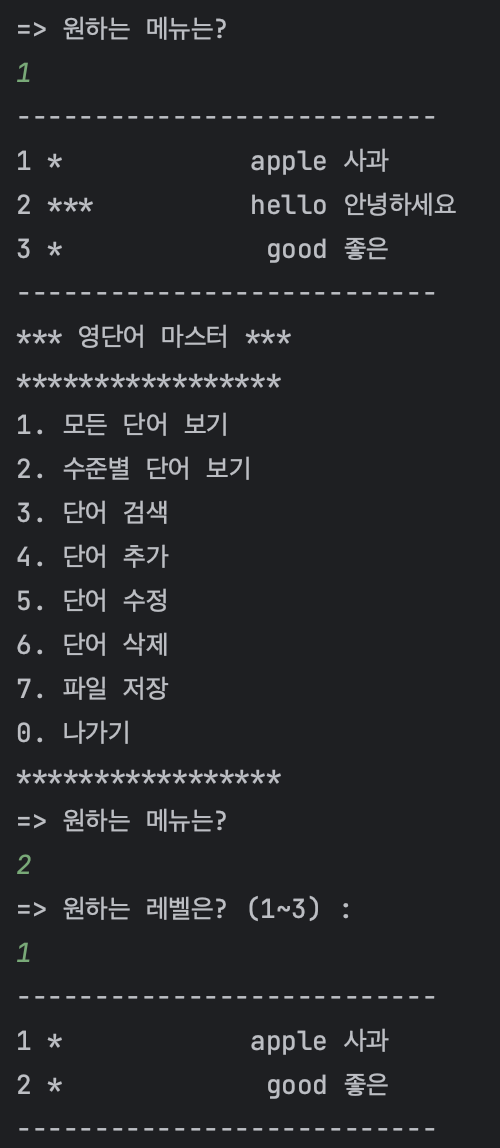 => 원하는 메뉴는?
1
---------------------------
1 *            apple 사과
2 ***          hello 안녕하세요
3 *             good 좋은
---------------------------
*** 영단어 마스터 ***
*****************
1. 모든 단어 보기
2. 수준별 단어 보기
3. 단어 검색
4. 단어 추가
5. 단어 수정
6. 단어 삭제
7. 파일 저장
0. 나가기
*****************
=> 원하는 메뉴는?
2
=> 원하는 레벨은? (1~3) :
1
---------------------------
1 *            apple 사과
2 *             good 좋은
---------------------------